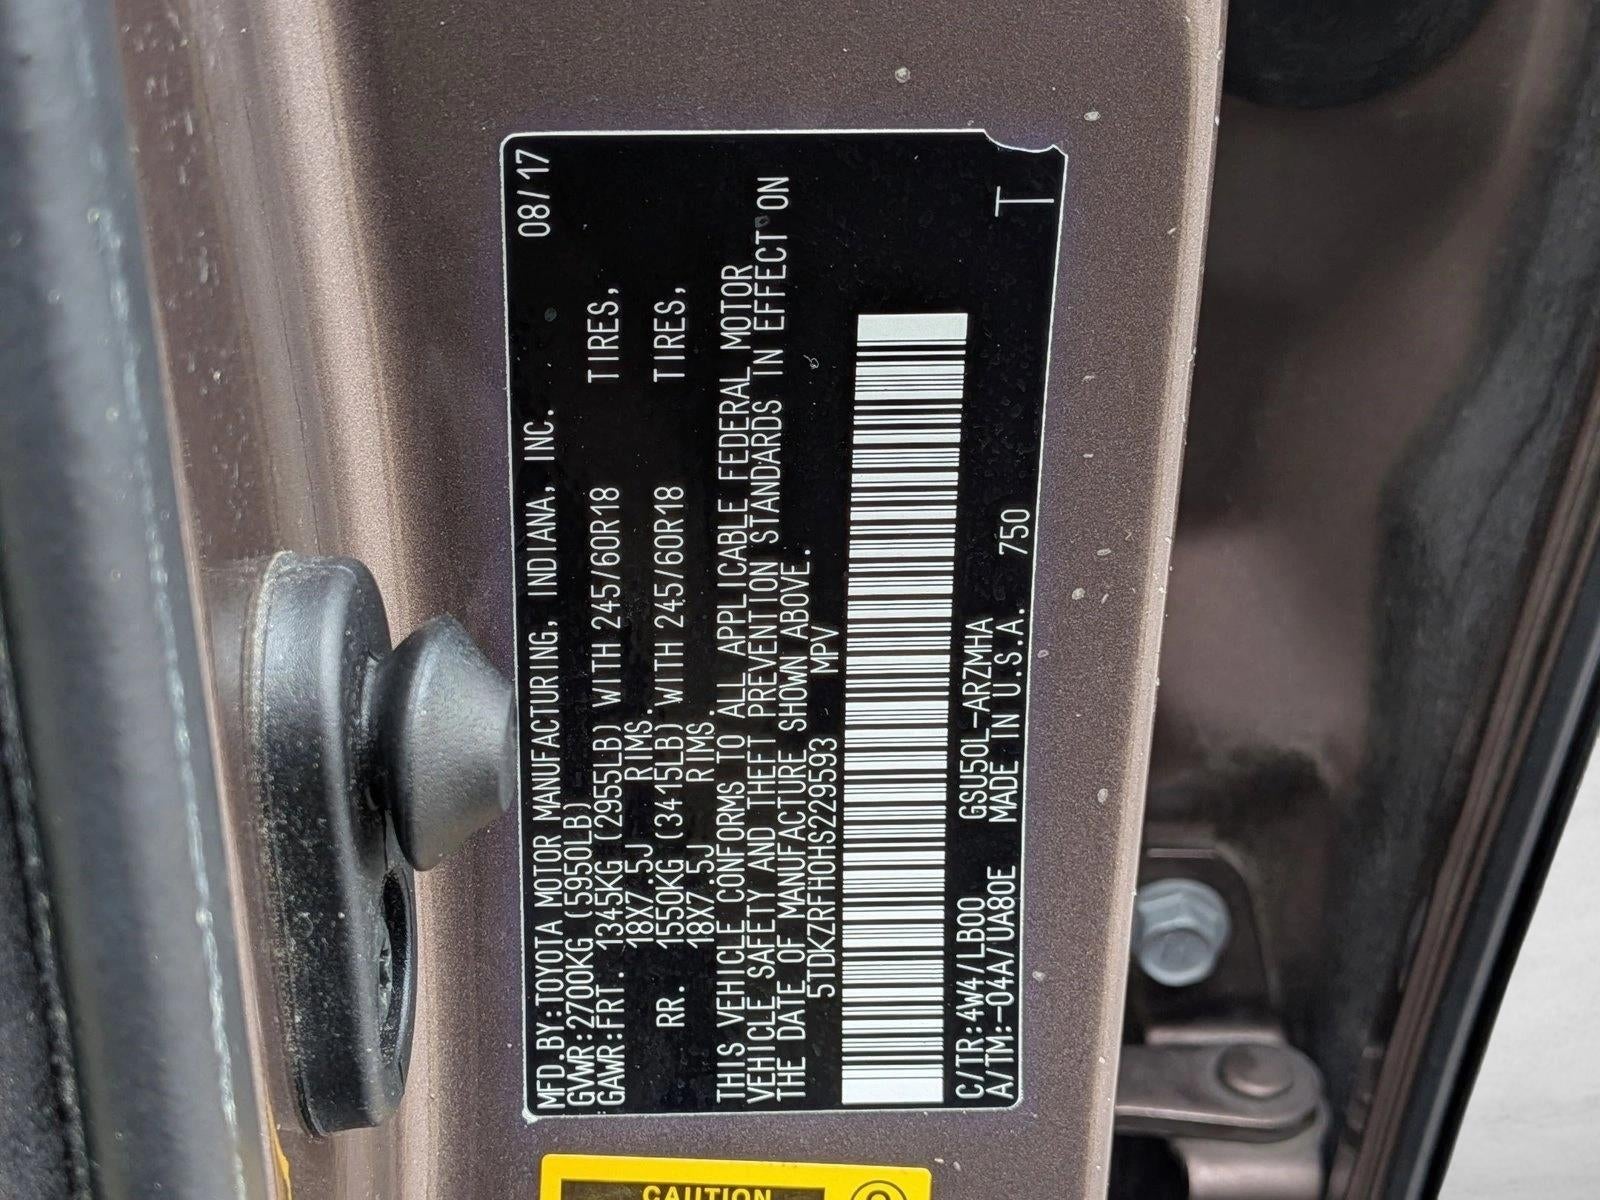 MFD.BY:TOYOTA MOTOR MANUFACTURING, INDIANA, INC. 08/17
GVWR:2700KG (5950LB)
GAWR:FRT. 1345KG (2955LB) WITH 245/60R18 TIRES,
18X7.5J RIMS.
RR. 1550KG (3415LB) WITH 245/60R18 TIRES,
18X7.5J RIMS.
THIS VEHICLE CONFORMS TO ALL APPLICABLE FEDERAL MOTOR
VEHICLE SAFETY AND THEFT PREVENTION STANDARDS IN EFFECT ON
THE DATE OF MANUFACTURE SHOWN ABOVE.
5TDKZRFH0HS229593 MPV
C/TR:4W4/LB00 GSU50L-ARZMHA
A/TM:-04A/UA80E MADE IN U.S.A. 750
T
CAUTION